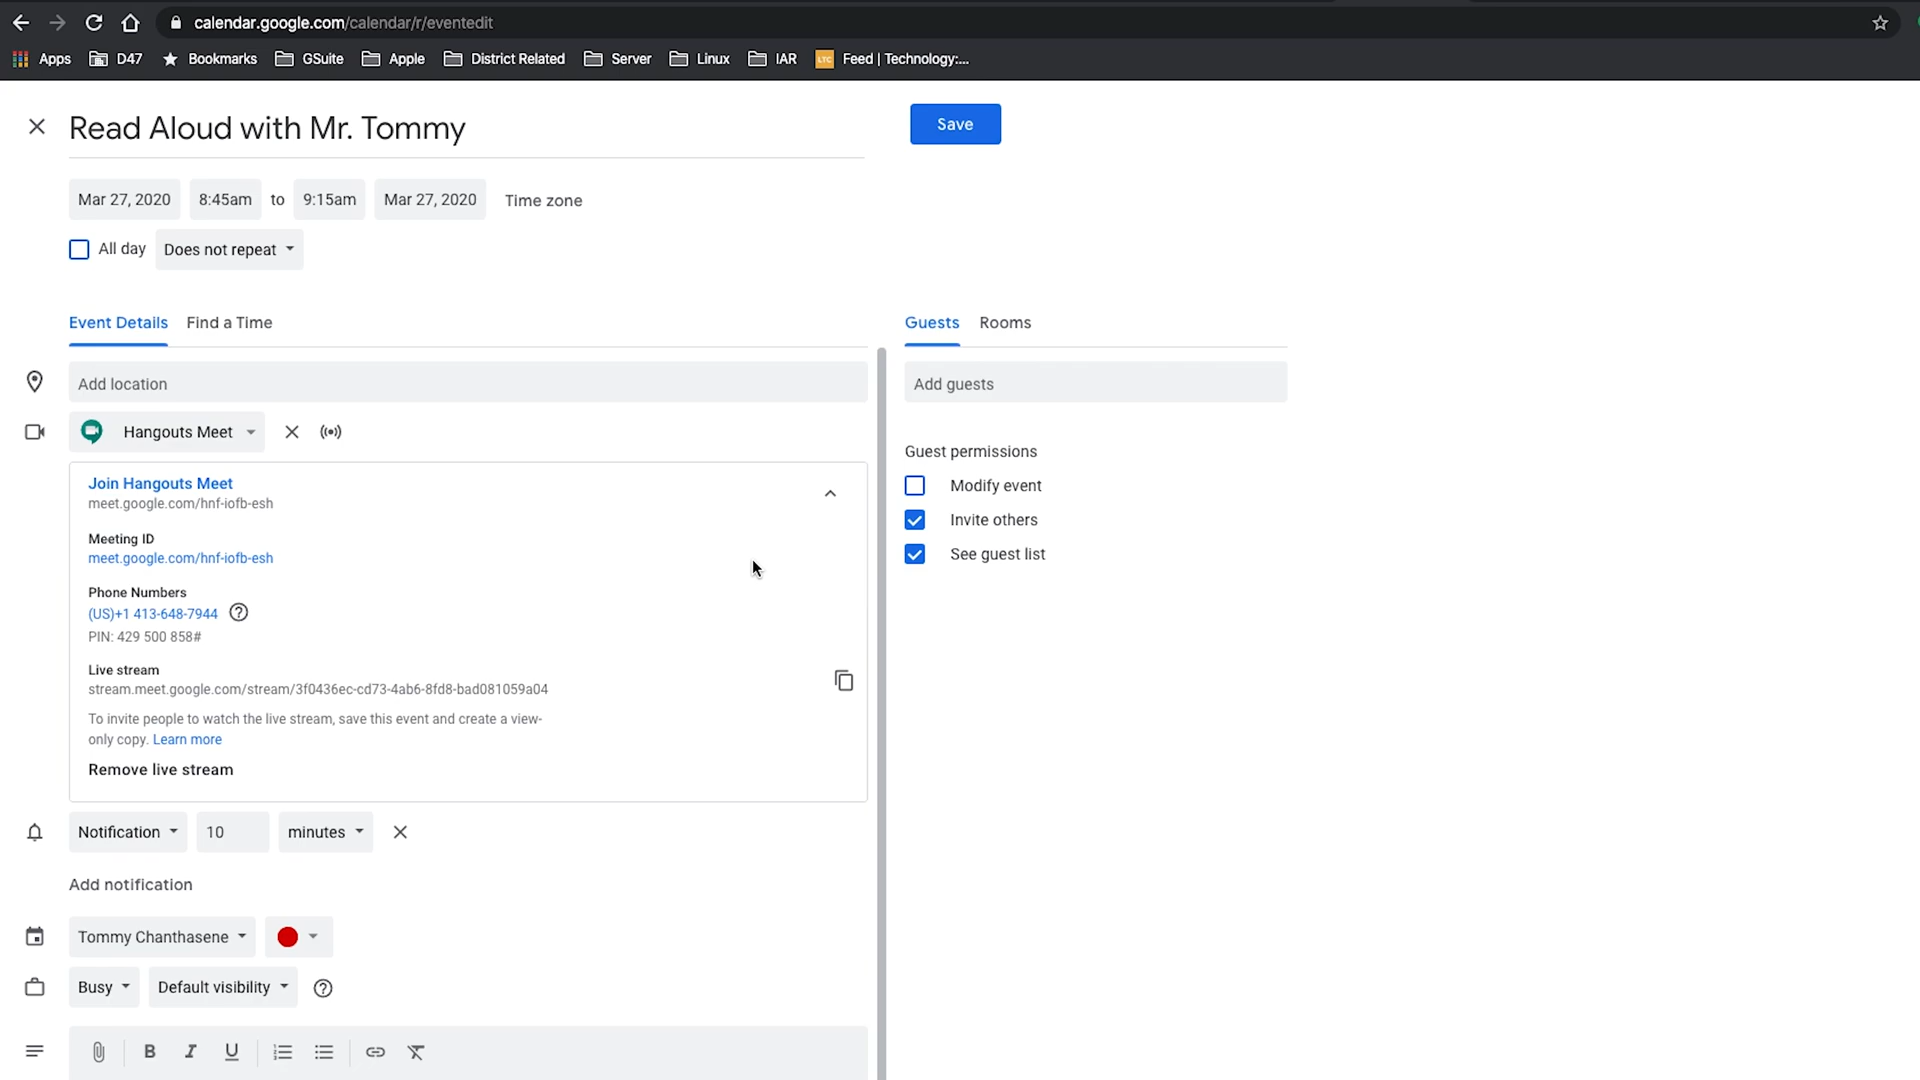 calendar.google.com/calendar/r/eventedit
Apps D47 Bookmarks GSuite Apple District Related Server Linux IAR LTC Feed | Technology:...
Read Aloud with Mr. Tommy
Save
Mar 27, 2020 8:45am to 9:15am Mar 27, 2020 Time zone
All day Does not repeat
Event Details Find a Time
Guests Rooms
Add location
Add guests
Hangouts Meet
Join Hangouts Meet
meet.google.com/hnf-iofb-esh
Meeting ID
meet.google.com/hnf-iofb-esh
Phone Numbers
(US)+1 413-648-7944
PIN: 429 500 858#
Live stream
stream.meet.google.com/stream/3f0436ec-cd73-4ab6-8fd8-bad081059a04
To invite people to watch the live stream, save this event and create a view-
only copy. Learn more
Remove live stream
Guest permissions
Modify event
Invite others
See guest list
Notification 10 minutes
Add notification
Tommy Chanthasene
Busy Default visibility
B I U